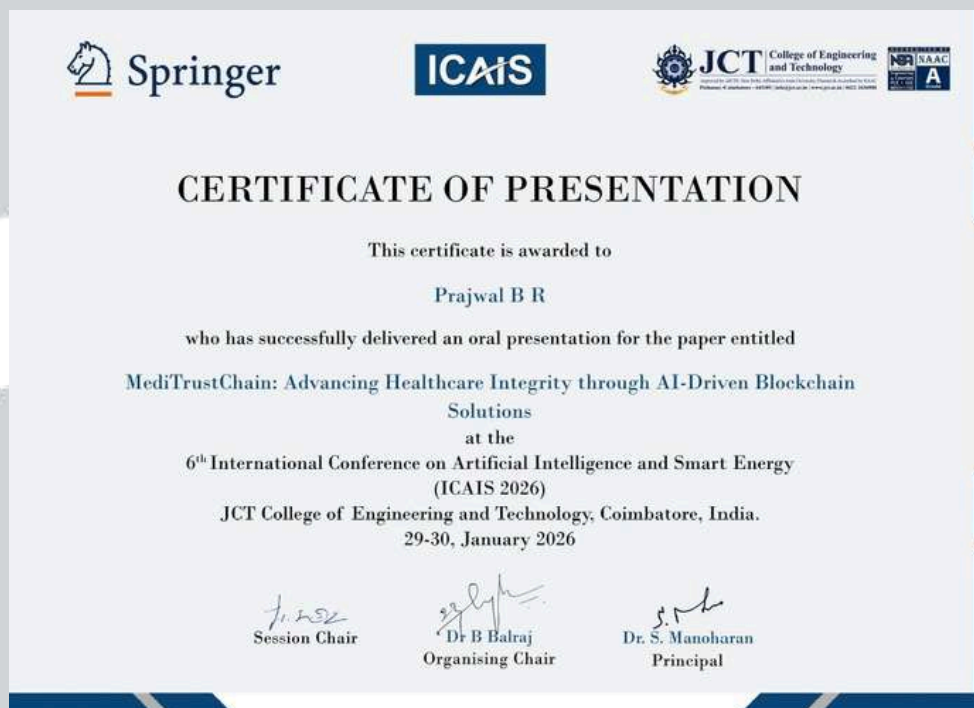 Springer
ICAIS
JCT College of Engineering
and Technology
NBA NAAC
A
CERTIFICATE OF PRESENTATION
This certificate is awarded to
Prajwal B R
who has successfully delivered an oral presentation for the paper entitled
MediTrustChain: Advancing Healthcare Integrity through AI-Driven Blockchain
Solutions
at the
6th International Conference on Artificial Intelligence and Smart Energy
(ICAIS 2026)
JCT College of Engineering and Technology, Coimbatore, India.
29-30, January 2026
Session Chair
Dr B Balraj
Organising Chair
Dr. S. Manoharan
Principal